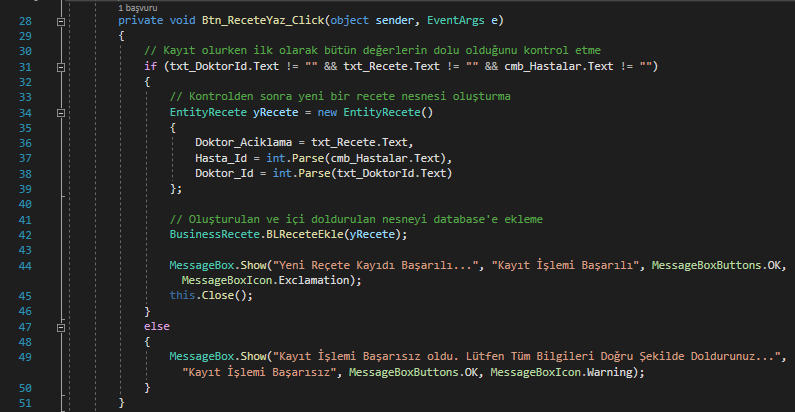 1 başvuru
28 private void Btn_ReceteYaz_Click(object sender, EventArgs e)
29 {
30 // Kayıt olurken ilk olarak bütün değerlerin dolu olduğunu kontrol etme
31 if (txt_DoktorId.Text != "" && txt_Recete.Text != "" && cmb_Hastalar.Text != "")
32 {
33 // Kontrolden sonra yeni bir recete nesnesi oluşturma
34 EntityRecete yRecete = new EntityRecete()
35 {
36 Doktor_Aciklama = txt_Recete.Text,
37 Hasta_Id = int.Parse(cmb_Hastalar.Text),
38 Doktor_Id = int.Parse(txt_DoktorId.Text)
39 };
40
41 // Oluşturulan ve içi doldurulan nesneyi database'e ekleme
42 BusinessRecete.BLReceteEkle(yRecete);
43
44 MessageBox.Show("Yeni Reçete Kayıdı Başarılı...", "Kayıt İşlemi Başarılı", MessageBoxButtons.OK,
MessageBoxIcon.Exclamation);
45 this.Close();
46 }
47 else
48 {
49 MessageBox.Show("Kayıt İşlemi Başarısız oldu. Lütfen Tüm Bilgileri Doğru Şekilde Doldurunuz...",
"Kayıt İşlemi Başarısız", MessageBoxButtons.OK, MessageBoxIcon.Warning);
50 }
51 }